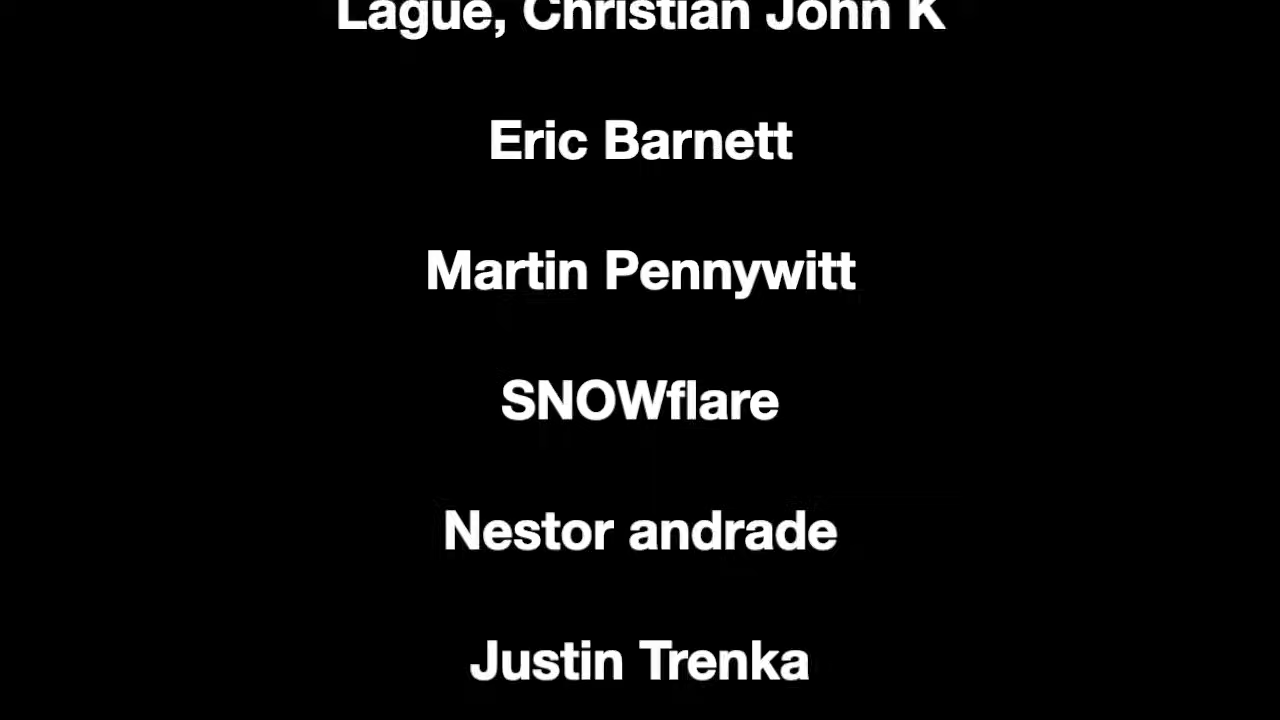 Lague, Christian John K
Eric Barnett
Martin Pennywitt
SNOWflare
Nestor andrade
Justin Trenka